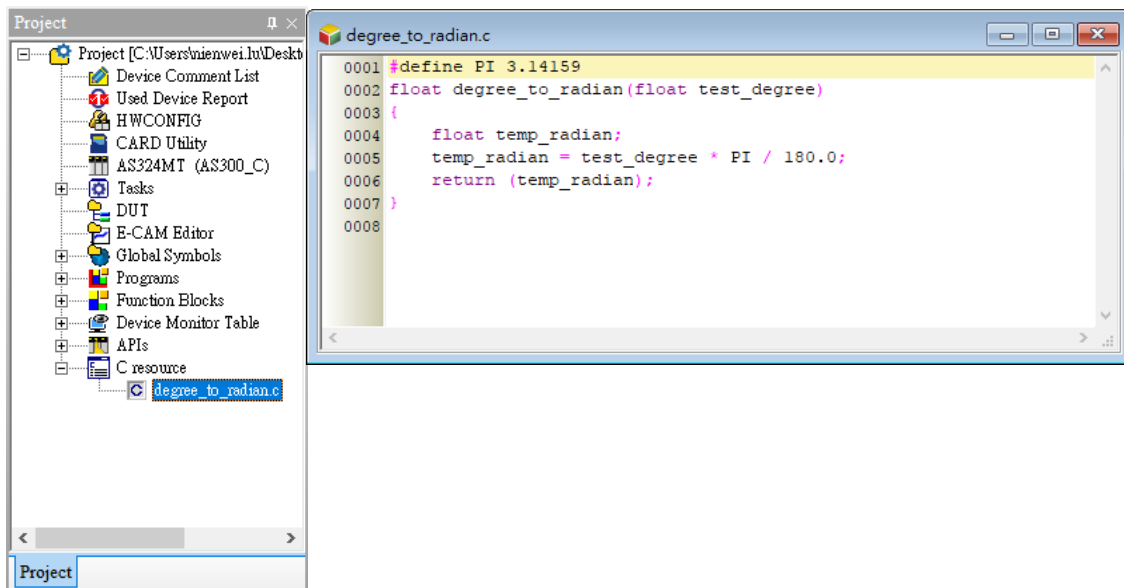 Project
Project [C:\Users\nienwei.lu\Deskt
Device Comment List
Used Device Report
HWCONFIG
CARD Utility
AS324MT (AS300_C)
Tasks
DUT
E-CAM Editor
Global Symbols
Programs
Function Blocks
Device Monitor Table
APIs
C resource
degree_to_radian.c
Project
degree_to_radian.c
0001 #define PI 3.14159
0002 float degree_to_radian(float test_degree)
0003 {
0004     float temp_radian;
0005     temp_radian = test_degree * PI / 180.0;
0006     return (temp_radian);
0007 }
0008